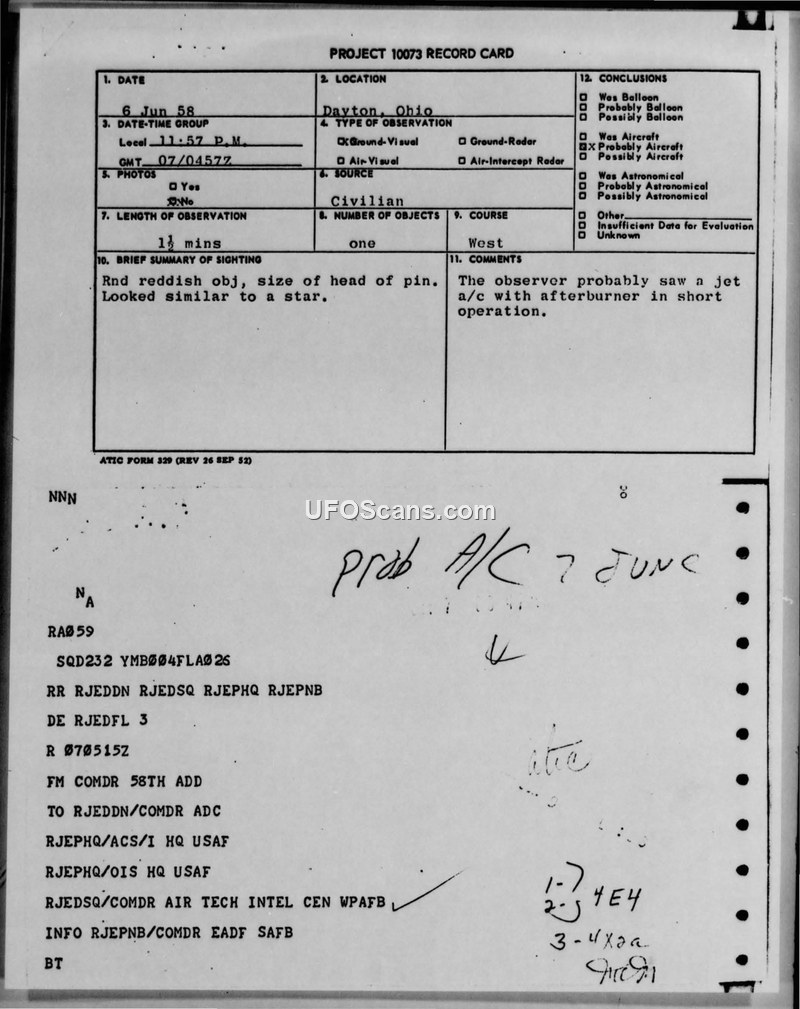 PROJECT 10073 RECORD CARD
1. DATE
6 Jun 58
2. LOCATION
Dayton, Ohio
3. DATE-TIME GROUP
Local 11:57 P.M.
GMT 07/0457Z
4. TYPE OF OBSERVATION
☒ Ground-Visual ☐ Ground-Radar
☐ Air-Visual ☐ Air-Intercept Radar
5. PHOTOS
☐ Yes
☒ No
6. SOURCE
Civilian
7. LENGTH OF OBSERVATION
1½ mins
8. NUMBER OF OBJECTS
one
9. COURSE
West
10. BRIEF SUMMARY OF SIGHTING
Rnd reddish obj, size of head of pin.
Looked similar to a star.
11. COMMENTS
The observer probably saw a jet
a/c with afterburner in short
operation.
12. CONCLUSIONS
☐ Was Balloon
☐ Probably Balloon
☐ Possibly Balloon
☐ Was Aircraft
☒ Probably Aircraft
☐ Possibly Aircraft
☐ Was Astronomical
☐ Probably Astronomical
☐ Possibly Astronomical
☐ Other
☐ Insufficient Data for Evaluation
☐ Unknown
ATIC FORM 329 (REV 26 SEP 52)
UFOScans.com
NNN
prob A/C 7 JUNE
NA
RA059
SQD232 YMB004FLA026
RR RJEDDN RJEDSQ RJEPHQ RJEPNB
DE RJEDFL 3
R 070515Z
FM COMDR 58TH ADD
TO RJEDDN/COMDR ADC
RJEPHQ/ACS/I HQ USAF
RJEPHQ/OIS HQ USAF
RJEDSQ/COMDR AIR TECH INTEL CEN WPAFB
INFO RJEPNB/COMDR EADF SAFB
BT
atic
1-
2- 4E4
3-4X2a